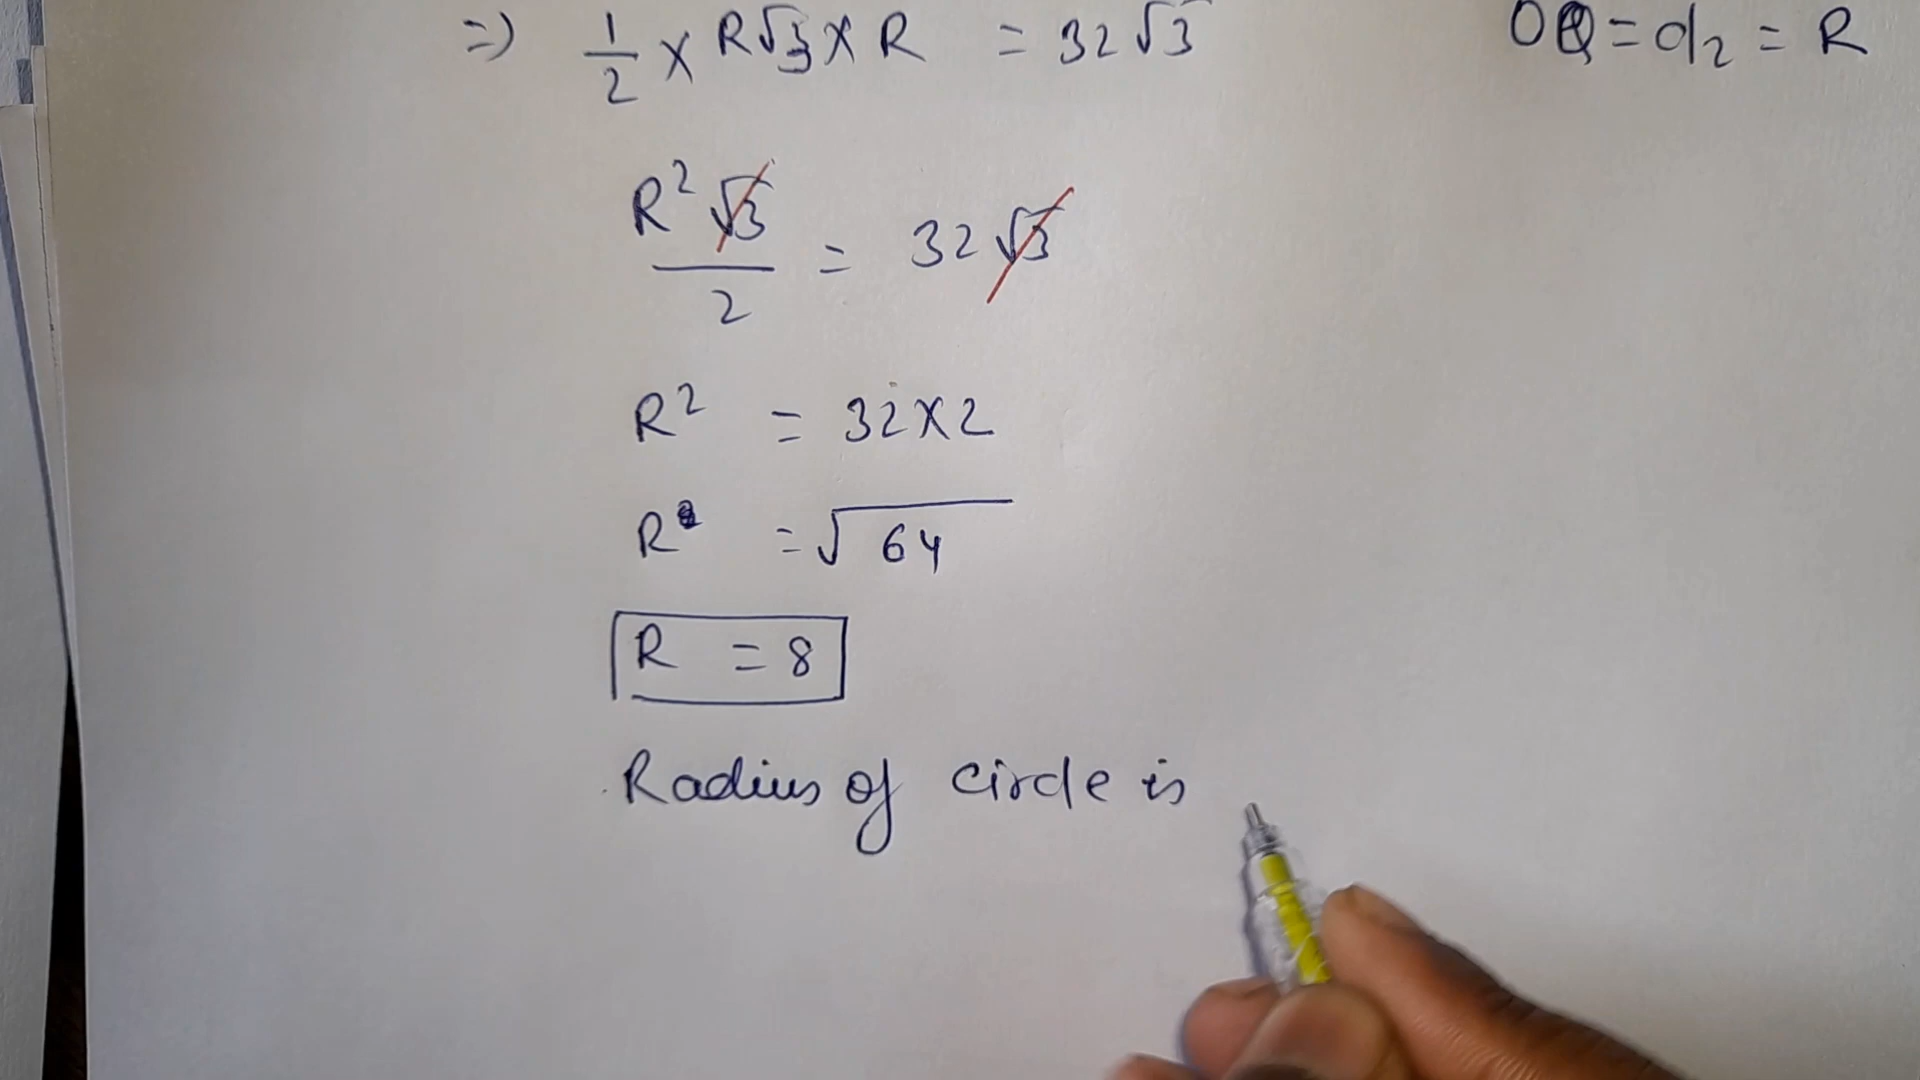 =) 1/2 × R√3 × R = 32√3 OQ = d2 = R
R²√3/2 = 32√3
R² = 32×2
R = √64
R = 8
Radius of circle is